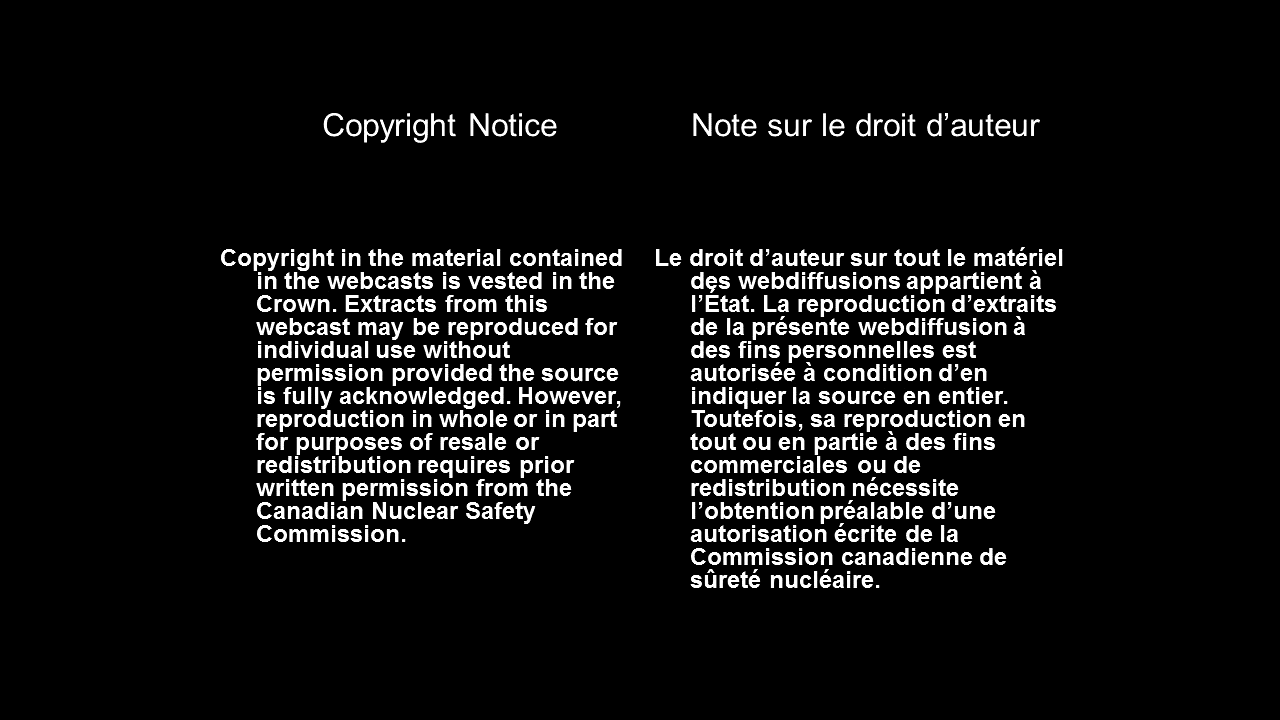 Copyright Notice
Copyright in the material contained
in the webcasts is vested in the
Crown. Extracts from this
webcast may be reproduced for
individual use without
permission provided the source
is fully acknowledged. However,
reproduction in whole or in part
for purposes of resale or
redistribution requires prior
written permission from the
Canadian Nuclear Safety
Commission.
Note sur le droit d’auteur
Le droit d’auteur sur tout le matériel
des webdiffusions appartient à
l’État. La reproduction d’extraits
de la présente webdiffusion à
des fins personnelles est
autorisée à condition d’en
indiquer la source en entier.
Toutefois, sa reproduction en
tout ou en partie à des fins
commerciales ou de
redistribution nécessite
l’obtention préalable d’une
autorisation écrite de la
Commission canadienne de
sûreté nucléaire.